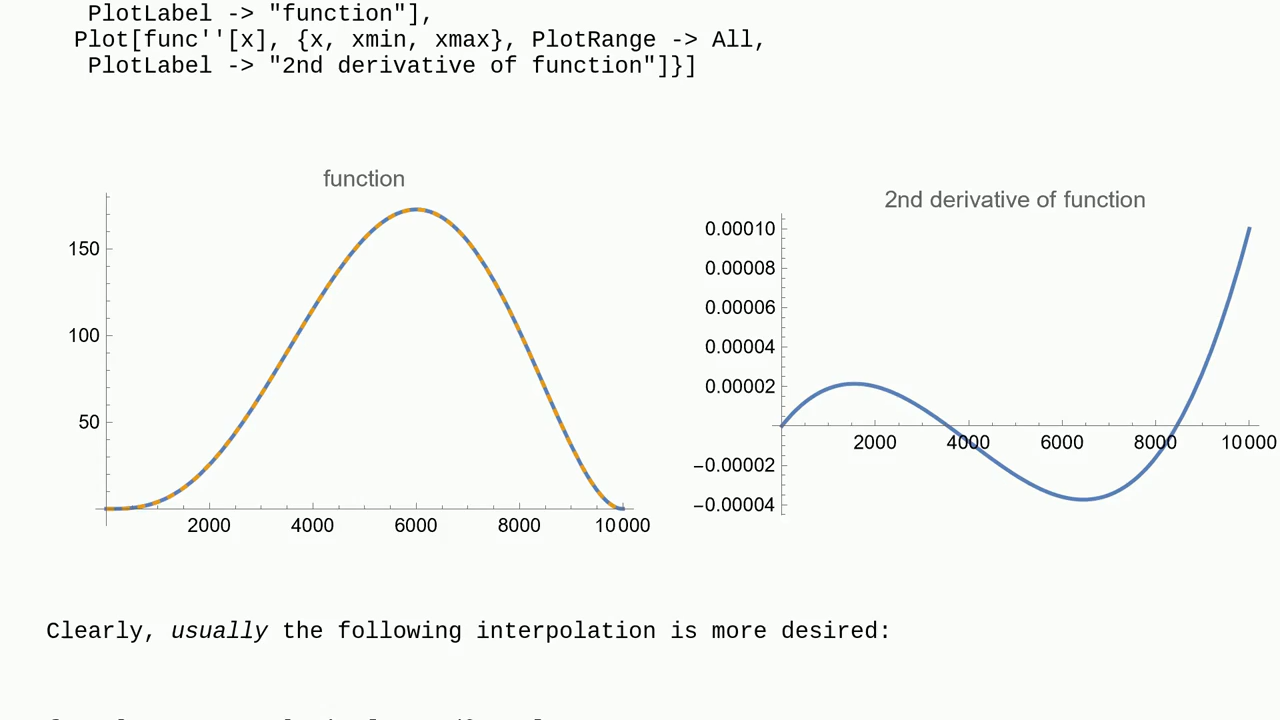 PlotLabel -> "function"],
Plot[func''[x], {x, xmin, xmax}, PlotRange -> All,
PlotLabel -> "2nd derivative of function"]}]
function
150
100
50
2000 4000 6000 8000 10000
2nd derivative of function
0.00010
0.00008
0.00006
0.00004
0.00002
2000 4000 6000 8000 10000
−0.00002
−0.00004
Clearly, usually the following interpolation is more desired: